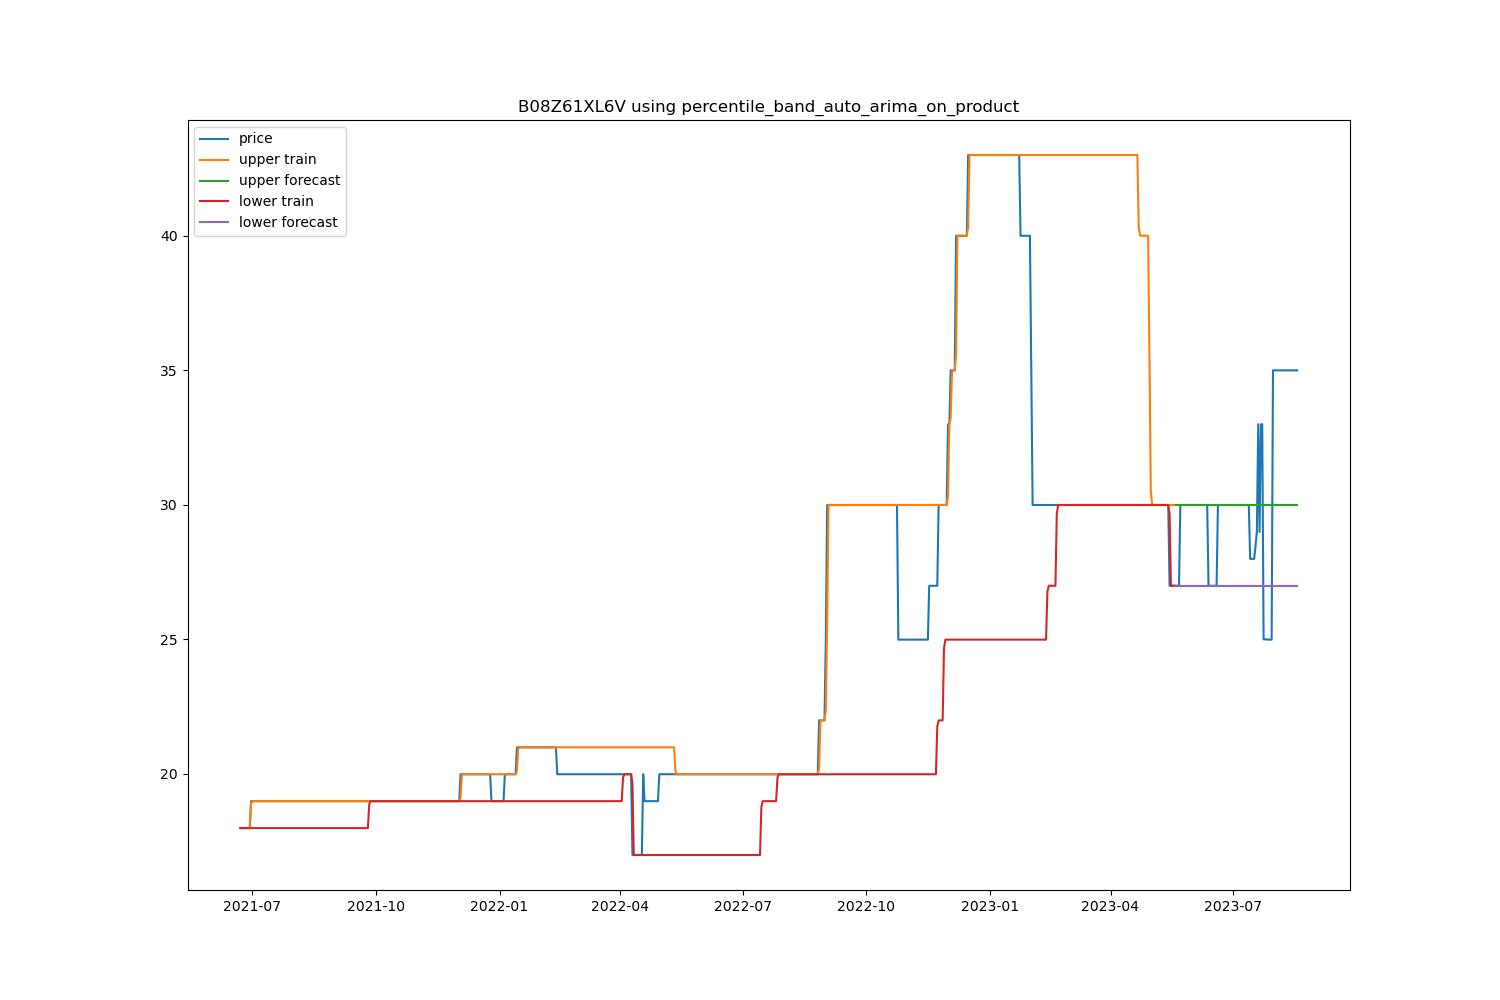 B08Z61XL6V using percentile_band_auto_arima_on_product
price
upper train
upper forecast
lower train
lower forecast
40
35
30
25
20
2021-07 2021-10 2022-01 2022-04 2022-07 2022-10 2023-01 2023-04 2023-07